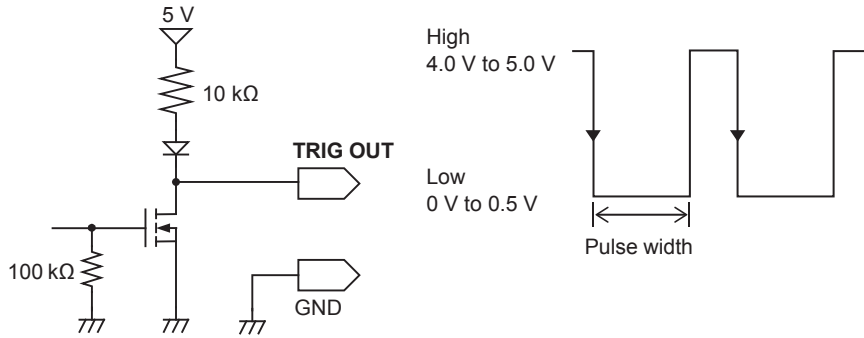 5 V
10 kΩ
TRIG OUT
100 kΩ
GND
High
4.0 V to 5.0 V
Low
0 V to 0.5 V
Pulse width